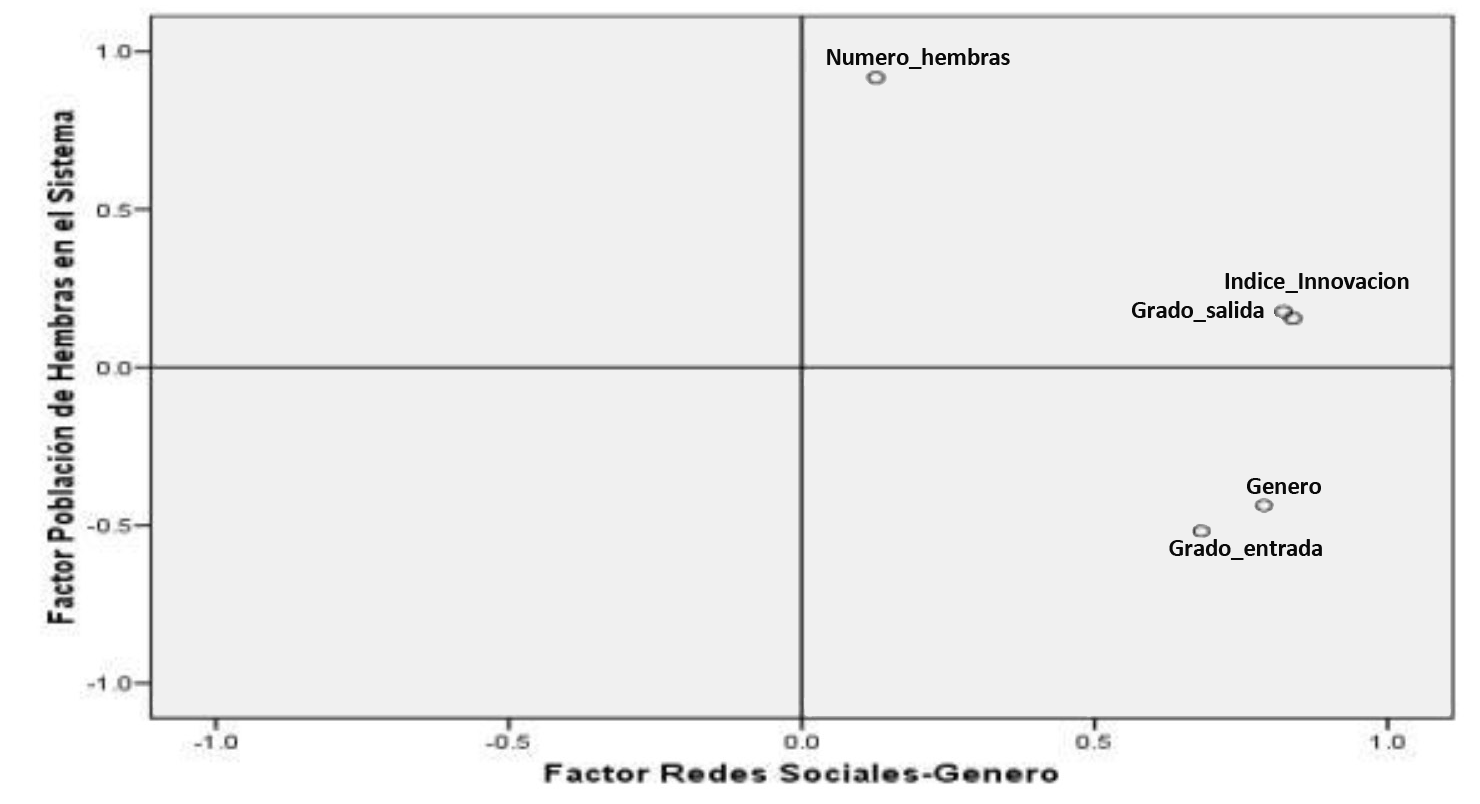 Factor Población de Hembras en el Sistema
1.0
0.5
0.0
-0.5
-1.0
Numero_hembras
Indice_Innovacion
Grado_salida
Genero
Grado_entrada
-1.0
-0.5
0.0
0.5
1.0
Factor Redes Sociales-Genero